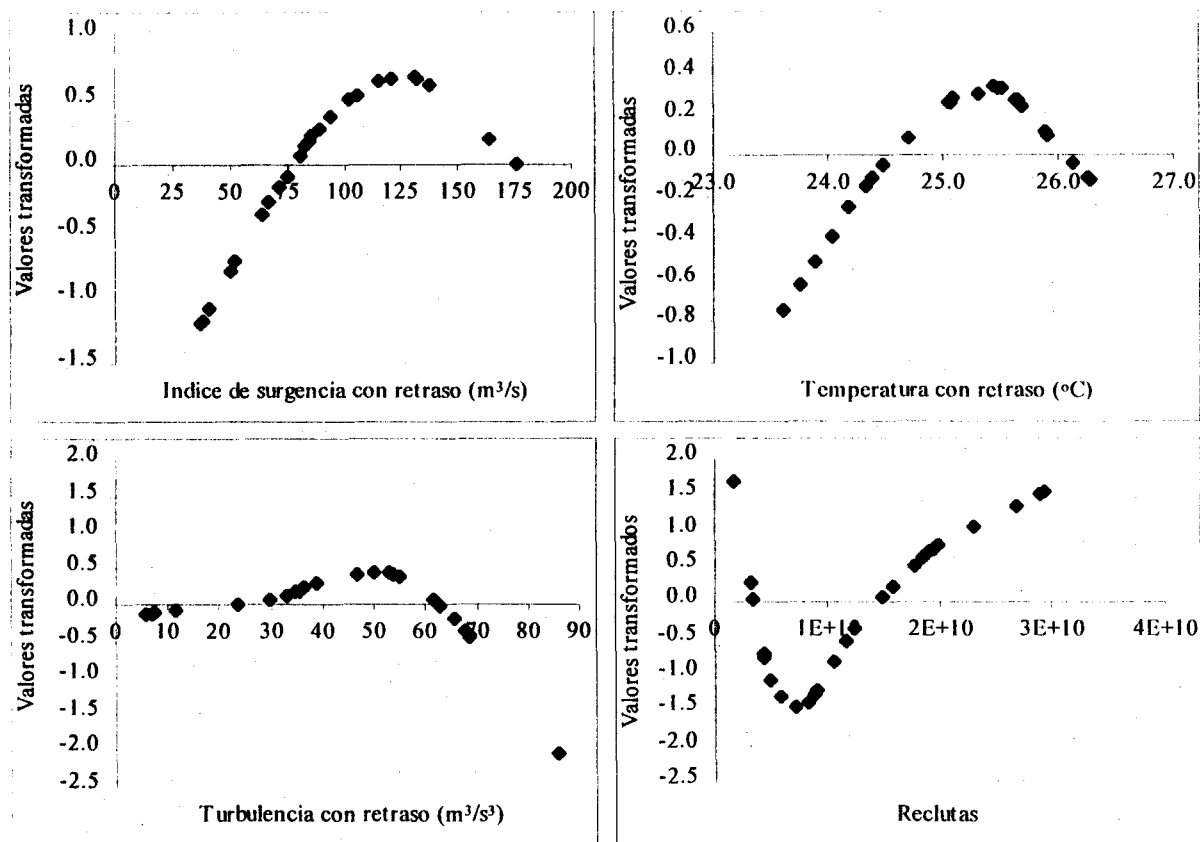 1.0
0.5
0.0
-0.5
-1.0
-1.5
0 25 50 75 100 125 150 175 200
Valores transformadas
Indice de surgencia con retraso (m³/s)
0.6
0.4
0.2
0.0
-0.2
-0.4
-0.6
-0.8
-1.0
23.0 24.0 25.0 26.0 27.0
Valores transformadas
Temperatura con retraso (ºC)
2.0
1.5
1.0
0.5
0.0
-0.5
-1.0
-1.5
-2.0
-2.5
0 10 20 30 40 50 60 70 80 90
Valores transformadas
Turbulencia con retraso (m³/s³)
2.0
1.5
1.0
0.5
0.0
-0.5
-1.0
-1.5
-2.0
-2.5
0 1E+10 2E+10 3E+10 4E+10
Valores transformados
Reclutas